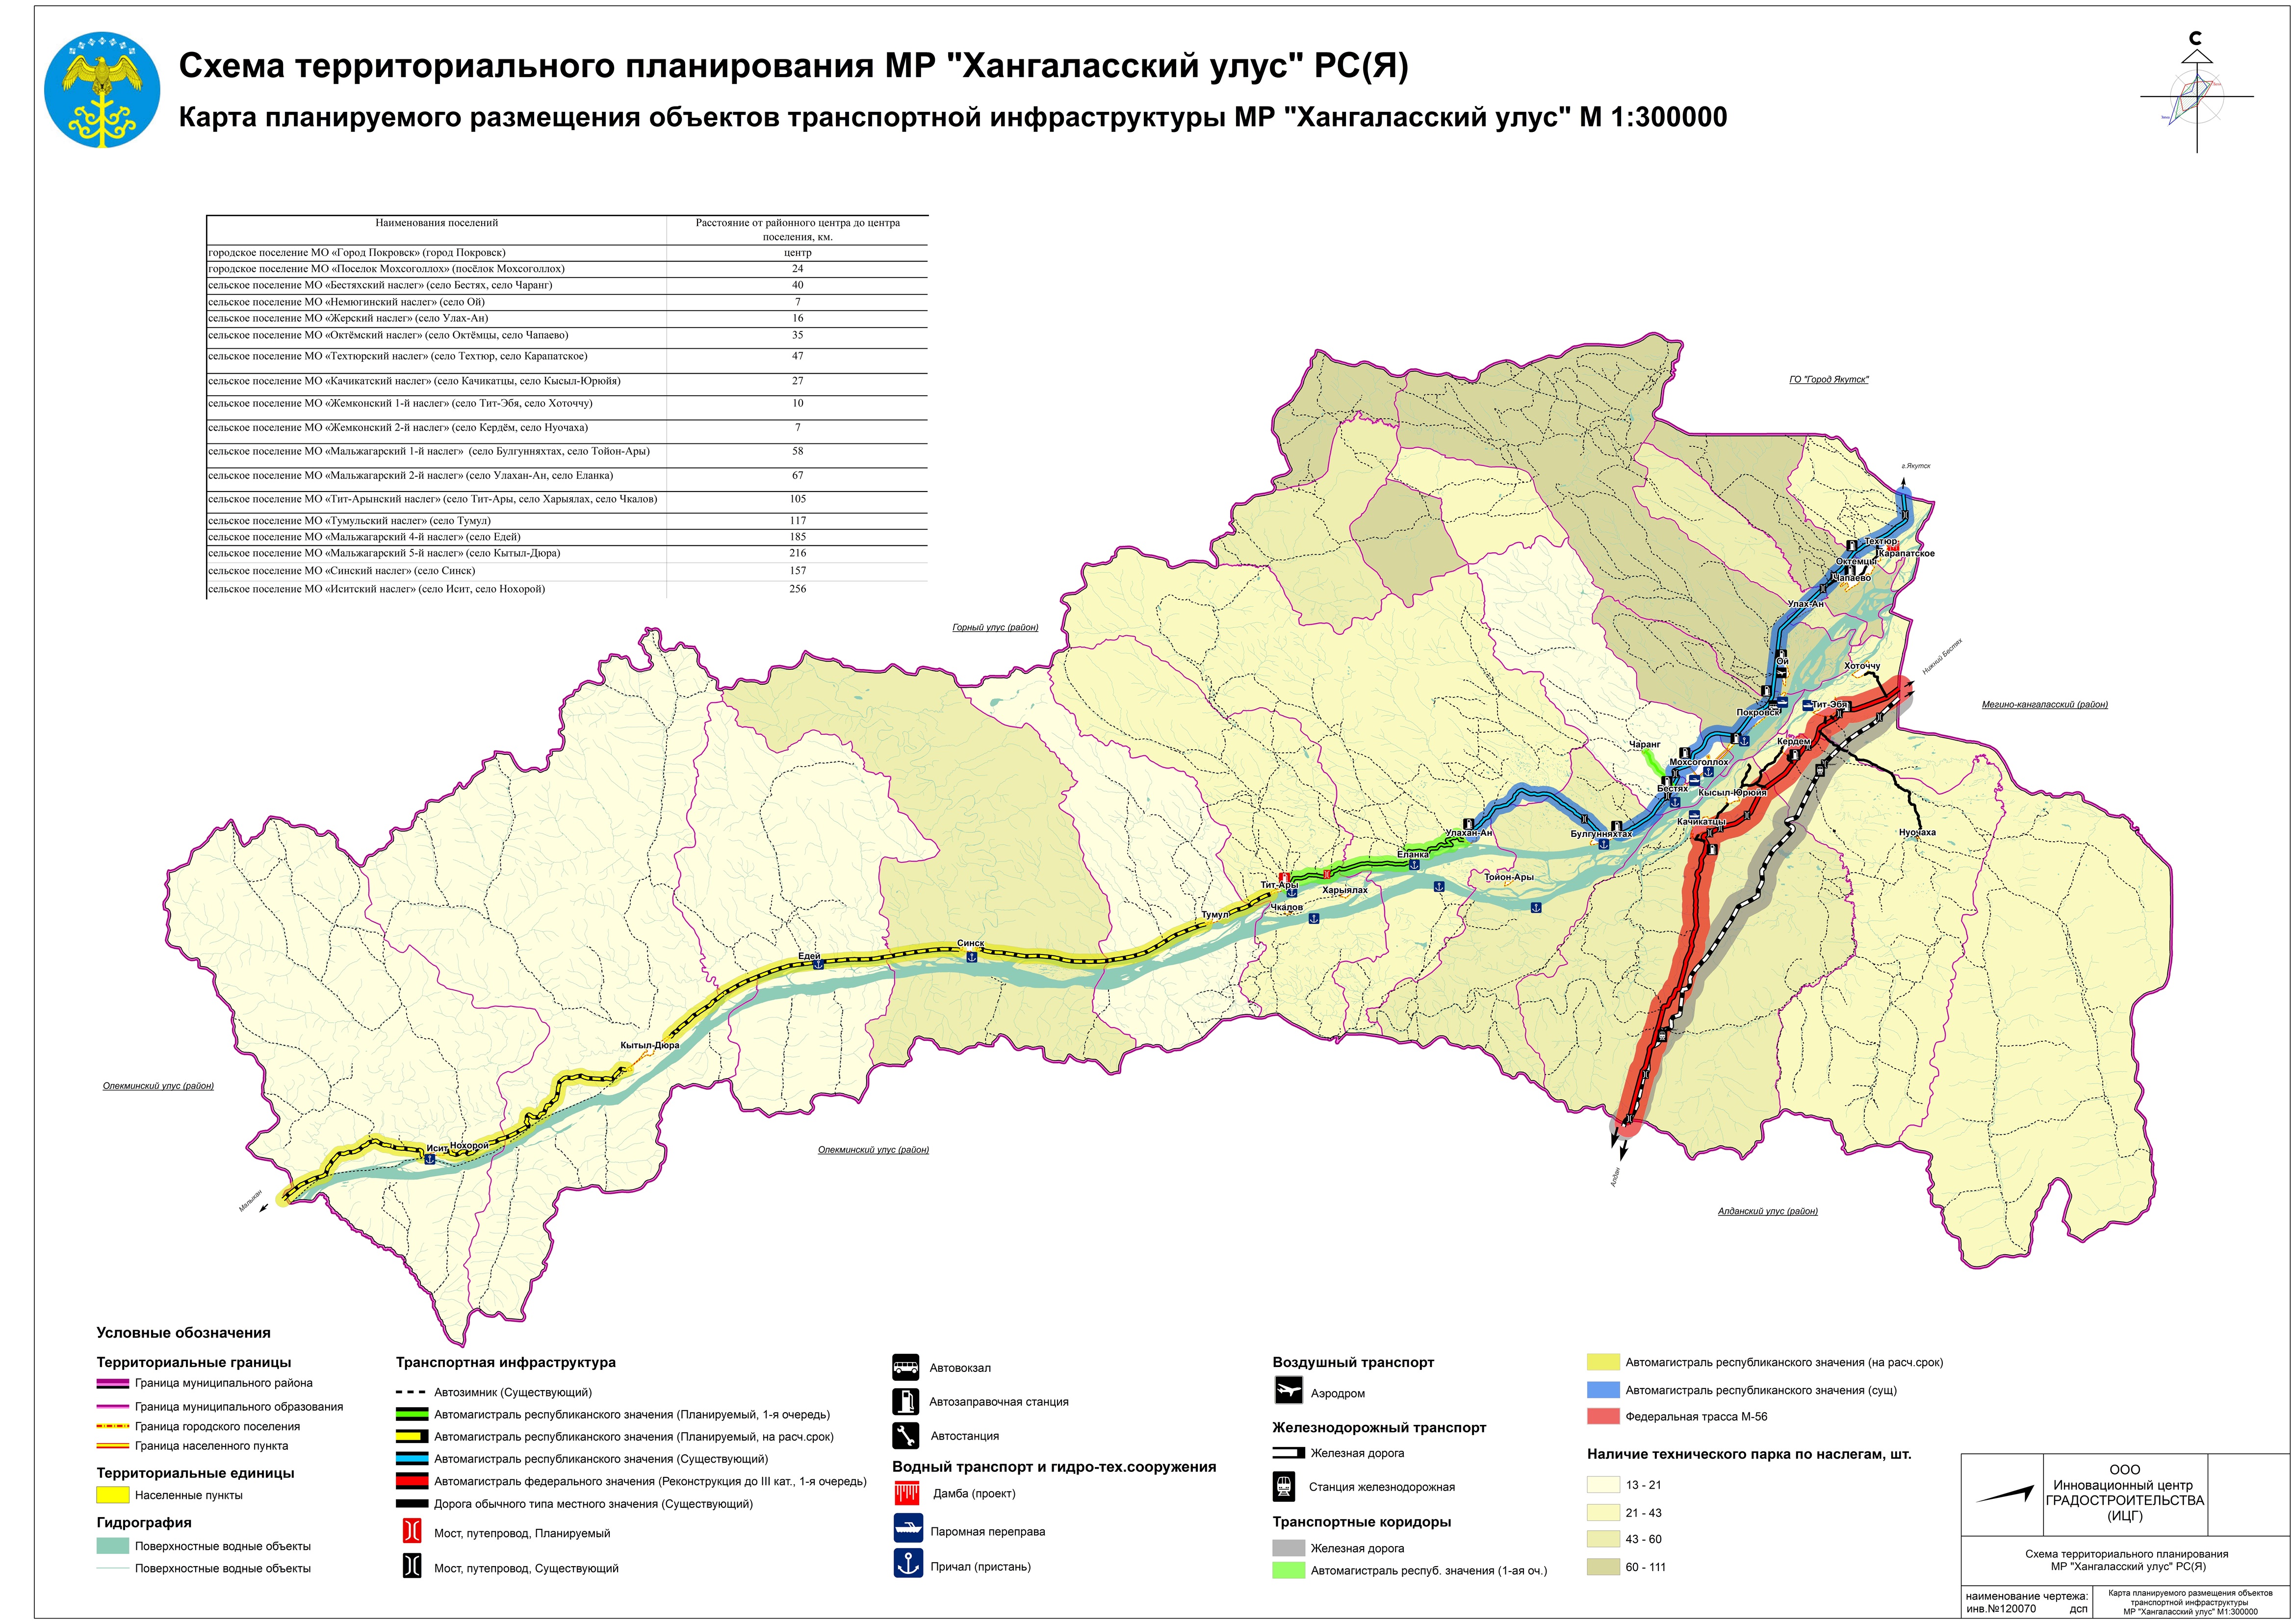 Схема территориального планирования МР "Хангаласский улус" РС(Я)
Карта планируемого размещения объектов транспортной инфраструктуры МР "Хангаласский улус" М 1:300000
С
Наименования поселений
Расстояние от районного центра до центра
поселения, км.
городское поселение МО «Город Покровск» (город Покровск) центр
городское поселение МО «Поселок Мохсоголлох» (посёлок Мохсоголлох) 24
сельское поселение МО «Бестяхский наслег» (село Бестях, село Чаранг) 40
сельское поселение МО «Немюгинский наслег» (село Ой) 7
сельское поселение МО «Жерский наслег» (село Улах-Ан) 16
сельское поселение МО «Октёмский наслег» (село Октёмцы, село Чапаево) 35
сельское поселение МО «Техтюрский наслег» (село Техтюр, село Карапатское) 47
сельское поселение МО «Качикатский наслег» (село Качикатцы, село Кысыл-Юрюйя) 27
сельское поселение МО «Жемконский 1-й наслег» (село Тит-Эбя, село Хоточчу) 10
сельское поселение МО «Жемконский 2-й наслег» (село Кердём, село Нуочаха) 7
сельское поселение МО «Мальжагарский 1-й наслег» (село Булгунняхтах, село Тойон-Ары) 58
сельское поселение МО «Мальжагарский 2-й наслег» (село Улахан-Ан, село Еланка) 67
сельское поселение МО «Тит-Арынский наслег» (село Тит-Ары, село Харыялах, село Чкалов) 105
сельское поселение МО «Тумульский наслег» (село Тумул) 117
сельское поселение МО «Мальжагарский 4-й наслег» (село Едей) 185
сельское поселение МО «Мальжагарский 5-й наслег» (село Кытыл-Дюра) 216
сельское поселение МО «Синский наслег» (село Синск) 157
сельское поселение МО «Иситский наслег» (село Исит, село Нохорой) 256
ГО "Город Якутск"
г.Якутск
Техтюр
Карапатское
Октемцы
Чапаево
Улах-Ан
Горный улус (район)
Нижний Бестях
Ой
Хоточчу
Мегино-кангаласский (район)
Покровск
Тит-Эбя
Кердем
Чаранг
Мохсоголлох
Бестях
Кысыл-Юрюйя
Качикатцы
Нуочаха
Булгунняхтах
Улахан-Ан
Еланка
Тойон-Ары
Тит-Ары
Харыялах
Чкалов
Тумул
Синск
Едей
Кытыл-Дюра
Олекминский улус (район)
Исит
Нохорой
Олекминский улус (район)
Малыкан
Алдан
Алданский улус (район)
Условные обозначения
Территориальные границы
Граница муниципального района
Граница муниципального образования
Граница городского поселения
Граница населенного пункта
Территориальные единицы
Населенные пункты
Гидрография
Поверхностные водные объекты
Поверхностные водные объекты
Транспортная инфраструктура
Автозимник (Существующий)
Автомагистраль республиканского значения (Планируемый, 1-я очередь)
Автомагистраль республиканского значения (Планируемый, на расч.срок)
Автомагистраль республиканского значения (Существующий)
Автомагистраль федерального значения (Реконструкция до III кат., 1-я очередь)
Дорога обычного типа местного значения (Существующий)
Мост, путепровод, Планируемый
Мост, путепровод, Существующий
Автовокзал
Автозаправочная станция
Автостанция
Водный транспорт и гидро-тех.сооружения
Дамба (проект)
Паромная переправа
Причал (пристань)
Воздушный транспорт
Аэродром
Железнодорожный транспорт
Железная дорога
Станция железнодорожная
Транспортные коридоры
Железная дорога
Автомагистраль респуб. значения (1-ая оч.)
Автомагистраль республиканского значения (на расч.срок)
Автомагистраль республиканского значения (сущ)
Федеральная трасса М-56
Наличие технического парка по наслегам, шт.
13 - 21
21 - 43
43 - 60
60 - 111
ООО
Инновационный центр
ГРАДОСТРОИТЕЛЬСТВА
(ИЦГ)
Схема территориального планирования
МР "Хангаласский улус" РС(Я)
наименование чертежа:
инв.№120070 дсп
Карта планируемого размещения объектов
транспортной инфраструктуры
МР "Хангаласский улус" М1:300000